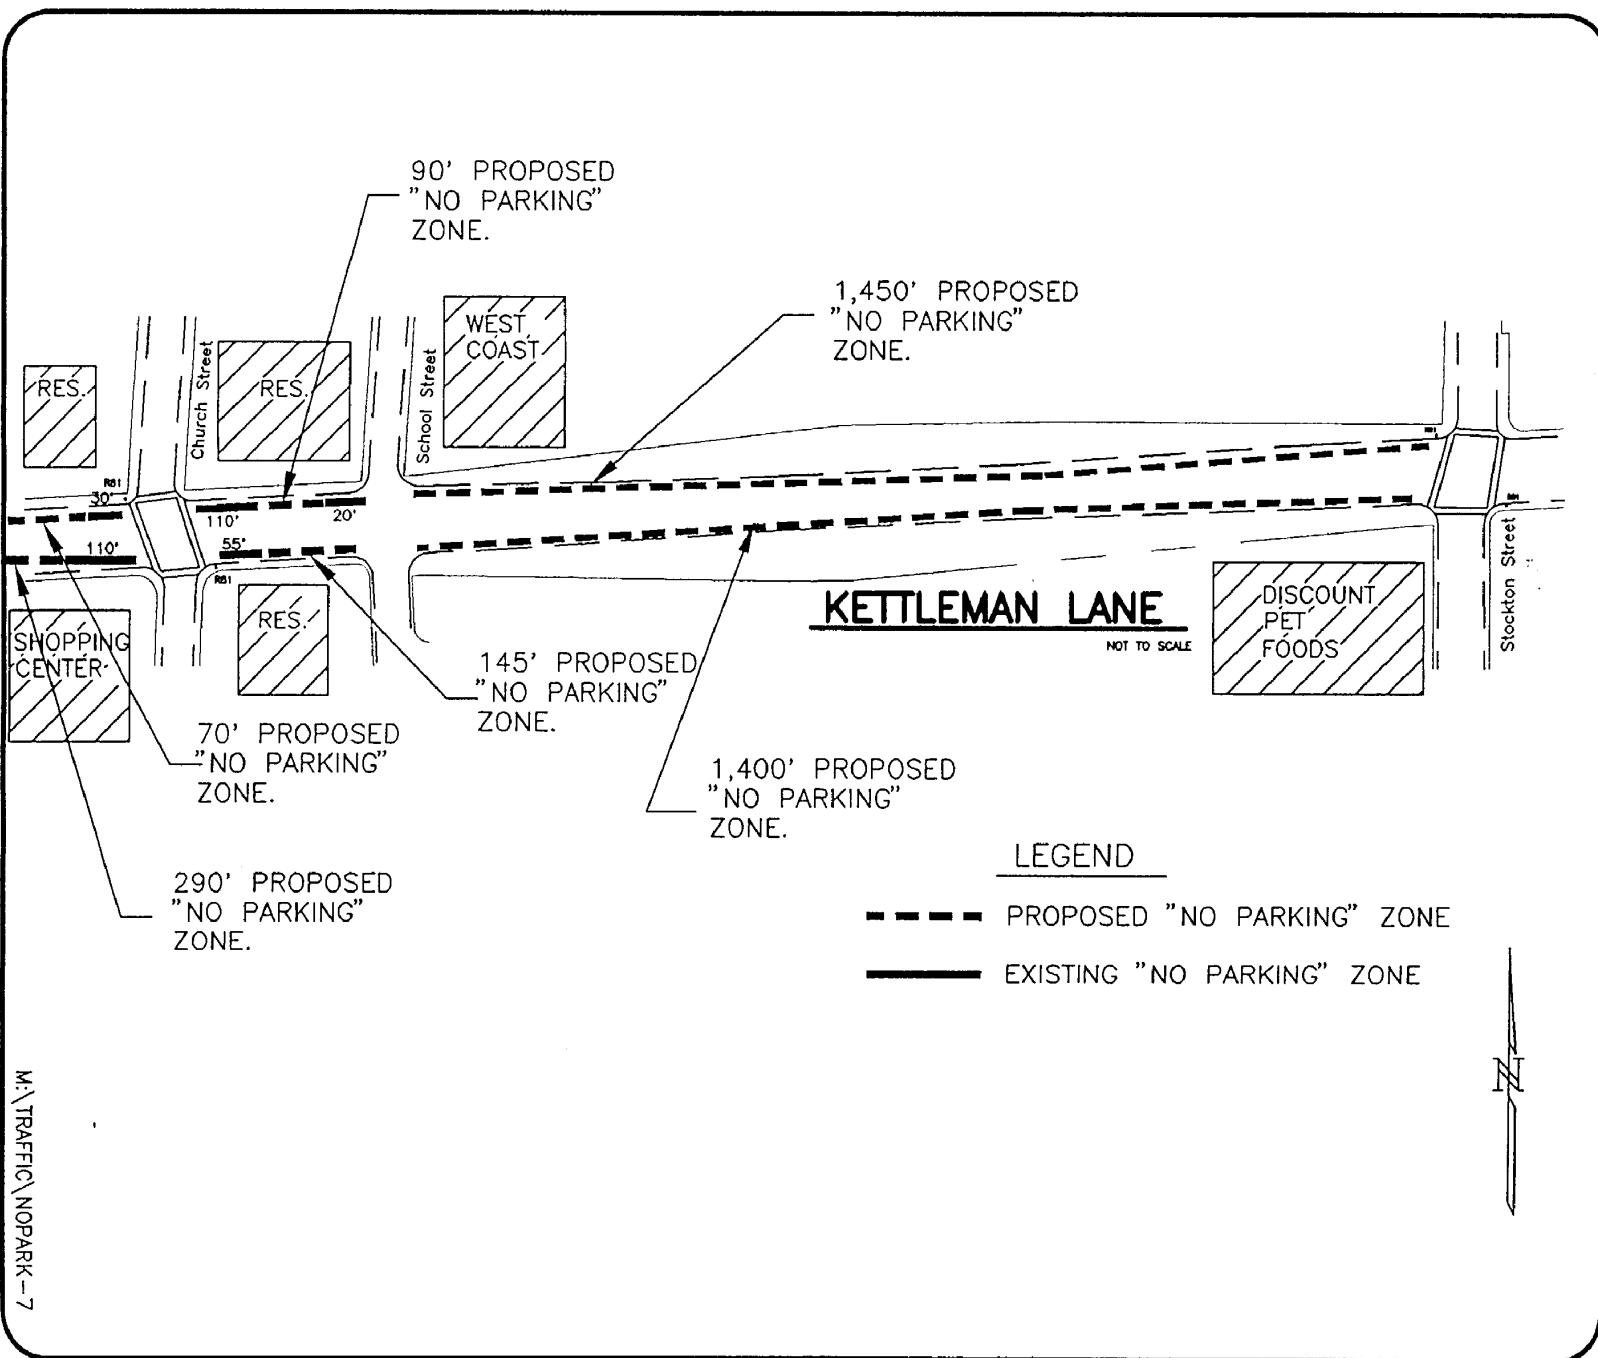 90' PROPOSED
"NO PARKING"
ZONE.
1,450' PROPOSED
"NO PARKING"
ZONE.
WEST
COAST
Church Street
School Street
RES.
RES.
R81
30'
110'
20'
110'
55'
R81
RES.
SHOPPING
CENTER
KETTLEMAN LANE
NOT TO SCALE
DISCOUNT
PET
FOODS
Stockton Street
145' PROPOSED
"NO PARKING"
ZONE.
70' PROPOSED
"NO PARKING"
ZONE.
1,400' PROPOSED
"NO PARKING"
ZONE.
290' PROPOSED
"NO PARKING"
ZONE.
LEGEND
PROPOSED "NO PARKING" ZONE
EXISTING "NO PARKING" ZONE
N
M:\TRAFFIC\NOPARK-7